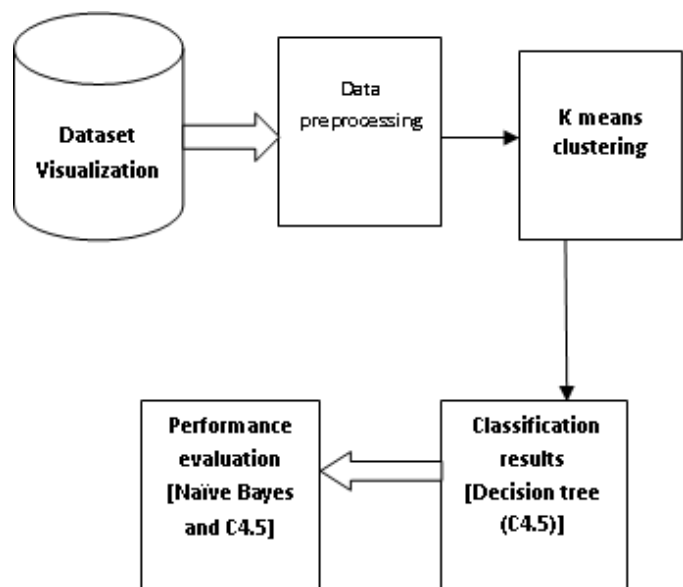 Dataset
Visualization
Data
preprocessing
K means
clustering
Performance
evaluation
[Naïve Bayes
and C4.5]
Classification
results
[Decision tree
(C4.5)]